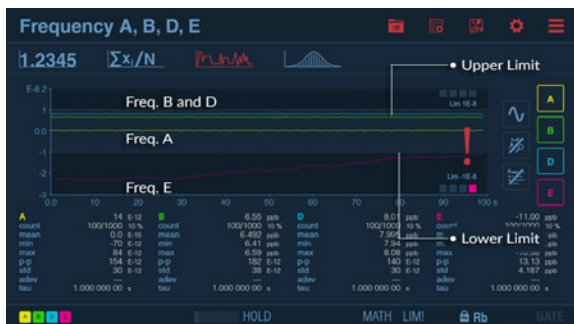 Frequency A, B, D, E
CSV
1.2345 Σxᵢ/N
• Upper Limit
E-8 2
Freq. B and D
Lim 1E-8
A
1
Freq. A
B
0.0
-1
D
-2
Lim -1E-8
Freq. E
E
-3
0.0 10 20 30 40 50 60 70 80 90 100 s
A 14 E-12 B 6.55 ppb D 8.01 ppb E -11.00 ppb
count 100/1000 10 % count 100/1000 10 % count 100/1000 10 % count 100/1000 10 %
mean 0.0 E-15 mean 6.492 ppb mean 7.995 ppb
min -70 E-12 min 6.41 ppb min 7.94 ppb
• Lower Limit
max 84 E-12 max 6.59 ppb max 8.08 ppb max ppb
p-p 154 E-12 p-p 182 E-12 p-p 140 E-12 p-p 13.13 ppb
std 30 E-12 std 38 E-12 std 30 E-12 std 4.187 ppb
adev --- adev --- adev --- adev ---
tau 1.000 000 00 s tau 1.000 000 00 s tau 1.000 000 00 s tau 1.000 000 00 s
A B D E HOLD MATH LIM! Rb GATE